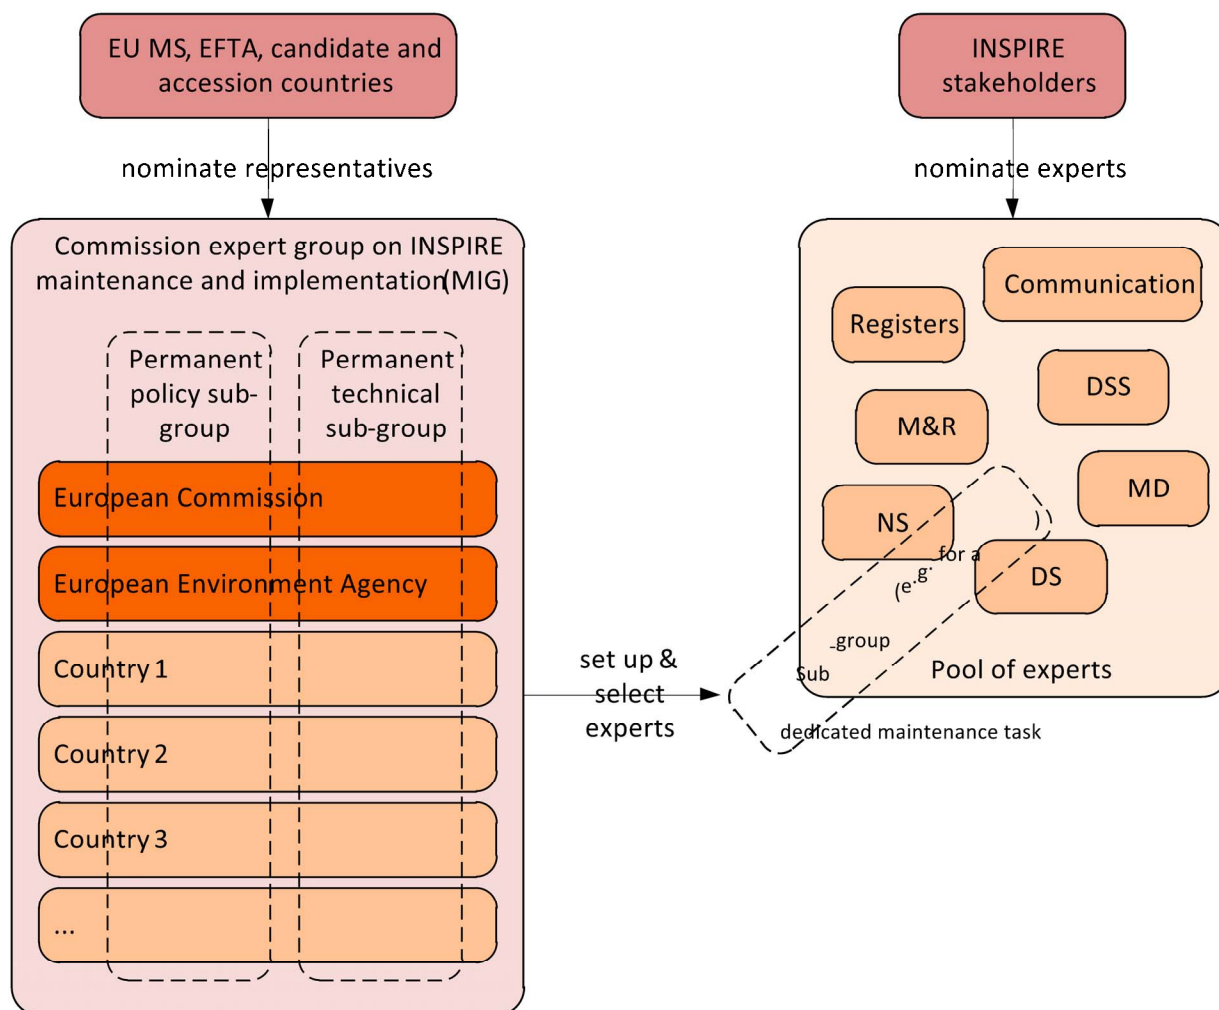 EU MS, EFTA, candidate and
accession countries
INSPIRE
stakeholders
nominate representatives
nominate experts
Commission expert group on INSPIRE
maintenance and implementation (MIG)
Permanent
policy sub-
group
Permanent
technical
sub-group
European Commission
European Environment Agency
Country 1
Country 2
Country 3
...
set up &
select
experts
Communication
Registers
DSS
M&R
MD
NS
DS
Sub-group (e.g. for a
dedicated maintenance task
)
Pool of experts